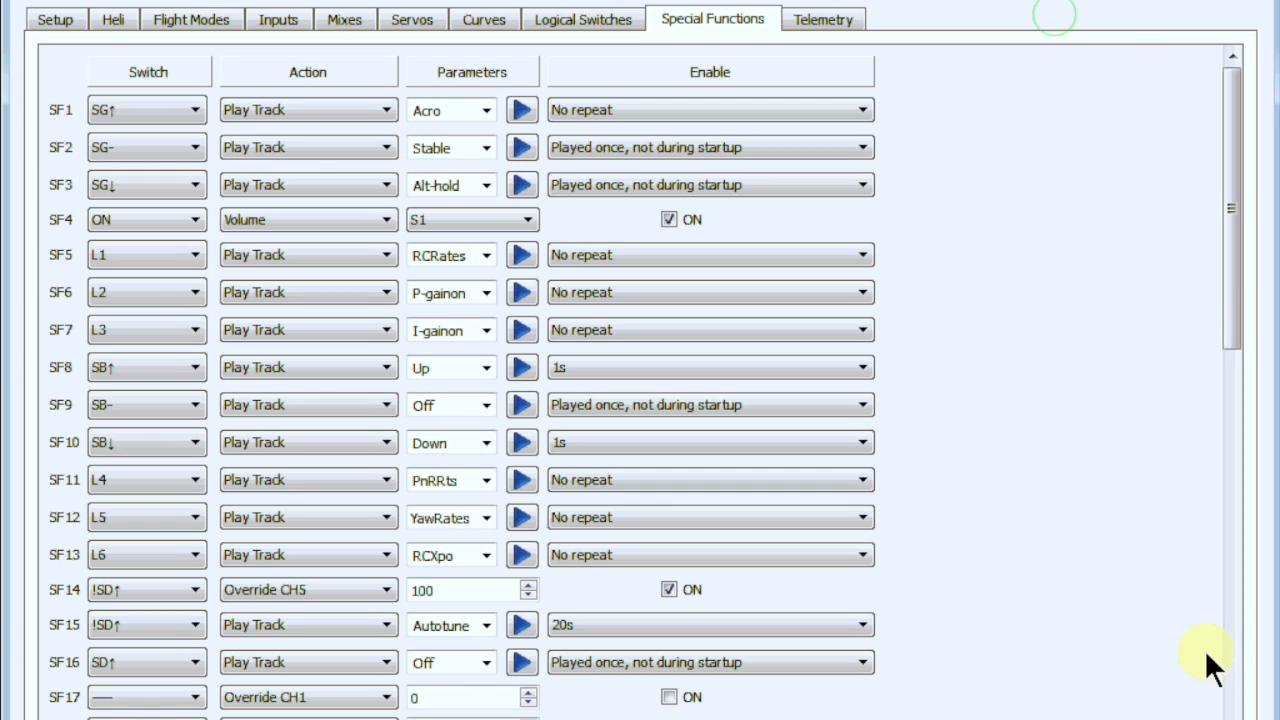 Setup Heli Flight Modes Inputs Mixes Servos Curves Logical Switches Special Functions Telemetry
Switch Action Parameters Enable
SF1 SG↑ Play Track Acro No repeat
SF2 SG- Play Track Stable Played once, not during startup
SF3 SG↓ Play Track Alt-hold Played once, not during startup
SF4 ON Volume S1 ON
SF5 L1 Play Track RCRates No repeat
SF6 L2 Play Track P-gainon No repeat
SF7 L3 Play Track I-gainon No repeat
SF8 SB↑ Play Track Up 1s
SF9 SB- Play Track Off Played once, not during startup
SF10 SB↓ Play Track Down 1s
SF11 L4 Play Track PnRRts No repeat
SF12 L5 Play Track YawRates No repeat
SF13 L6 Play Track RCXpo No repeat
SF14 !SD↑ Override CH5 100 ON
SF15 !SD↑ Play Track Autotune 20s
SF16 SD↑ Play Track Off Played once, not during startup
SF17 ---- Override CH1 0 ON